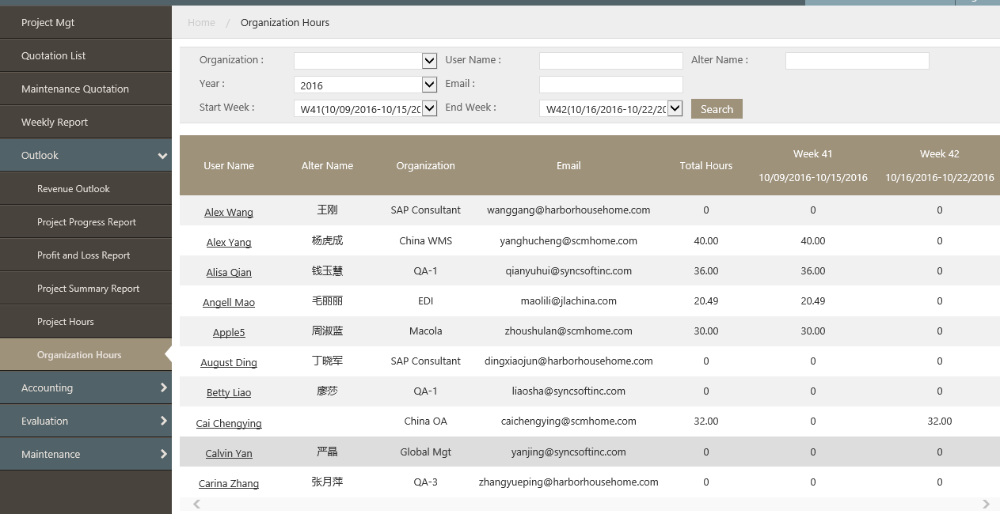 Project Mgt
Quotation List
Maintenance Quotation
Weekly Report
Outlook
Revenue Outlook
Project Progress Report
Profit and Loss Report
Project Summary Report
Project Hours
Organization Hours
Accounting
Evaluation
Maintenance
Home / Organization Hours
Organization : User Name : Alter Name :
Year : 2016 Email :
Start Week : W41(10/09/2016-10/15/20 End Week : W42(10/16/2016-10/22/20 Search
User Name Alter Name Organization Email Total Hours Week 41 10/09/2016-10/15/2016 Week 42 10/16/2016-10/22/2016
Alex Wang 王刚 SAP Consultant wanggang@harborhousehome.com 0 0 0
Alex Yang 杨虎成 China WMS yanghucheng@scmhome.com 40.00 40.00 0
Alisa Qian 钱玉慧 QA-1 qianyuhui@syncsoftinc.com 36.00 36.00 0
Angell Mao 毛丽丽 EDI maolili@jlachina.com 20.49 20.49 0
Apple5 周淑蓝 Macola zhoushulan@scmhome.com 30.00 30.00 0
August Ding 丁晓军 SAP Consultant dingxiaojun@harborhousehome.com 0 0 0
Betty Liao 廖莎 QA-1 liaosha@syncsoftinc.com 0 0 0
Cai Chengying China OA caichengying@scmhome.com 32.00 0 32.00
Calvin Yan 严晶 Global Mgt yanjing@syncsoftinc.com 0 0 0
Carina Zhang 张月萍 QA-3 zhangyueping@harborhousehome.com 0 0 0